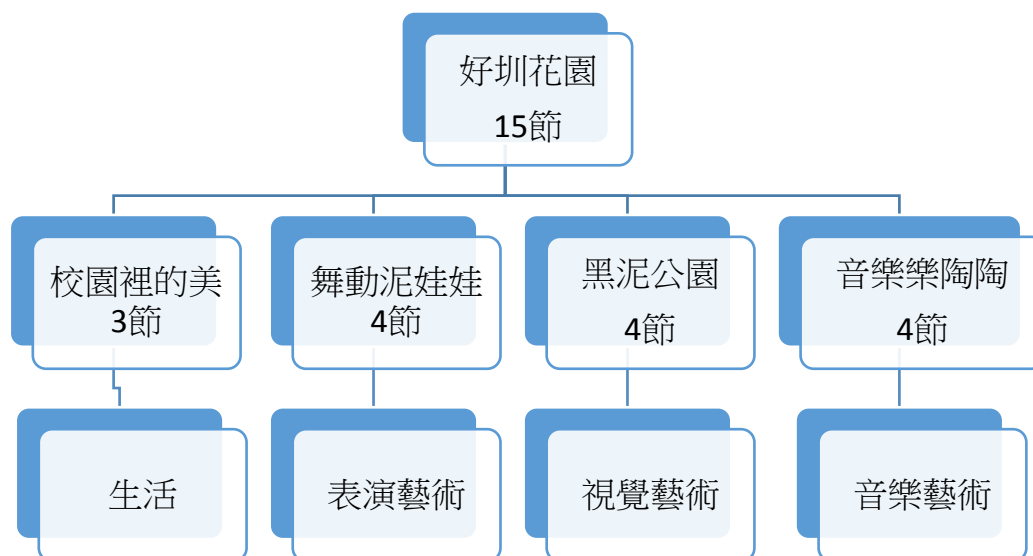 好圳花園
15節
校園裡的美
3節
舞動泥娃娃
4節
黑泥公園
4節
音樂樂陶陶
4節
生活
表演藝術
視覺藝術
音樂藝術